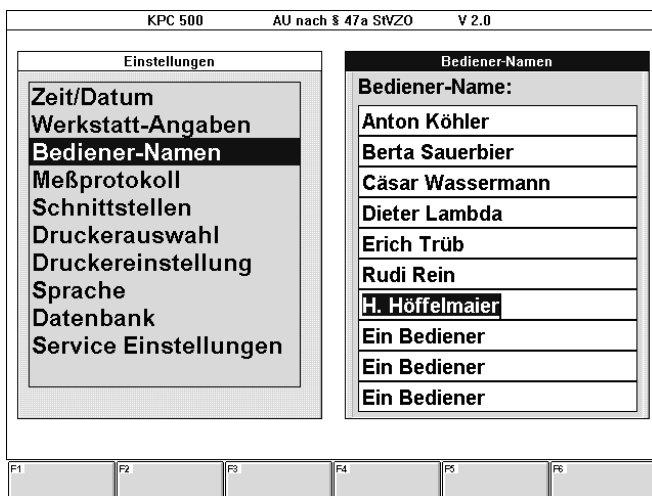 KPC 500 AU nach § 47a StVZO V 2.0
Einstellungen
Zeit/Datum
Werkstatt-Angaben
Bediener-Namen
Meßprotokoll
Schnittstellen
Druckerauswahl
Druckereinstellung
Sprache
Datenbank
Service Einstellungen
Bediener-Namen
Bediener-Name:
Anton Köhler
Berta Sauerbier
Cäsar Wassermann
Dieter Lambda
Erich Trüb
Rudi Rein
H. Höffelmaier
Ein Bediener
Ein Bediener
Ein Bediener
F1 F2 F3 F4 F5 F6